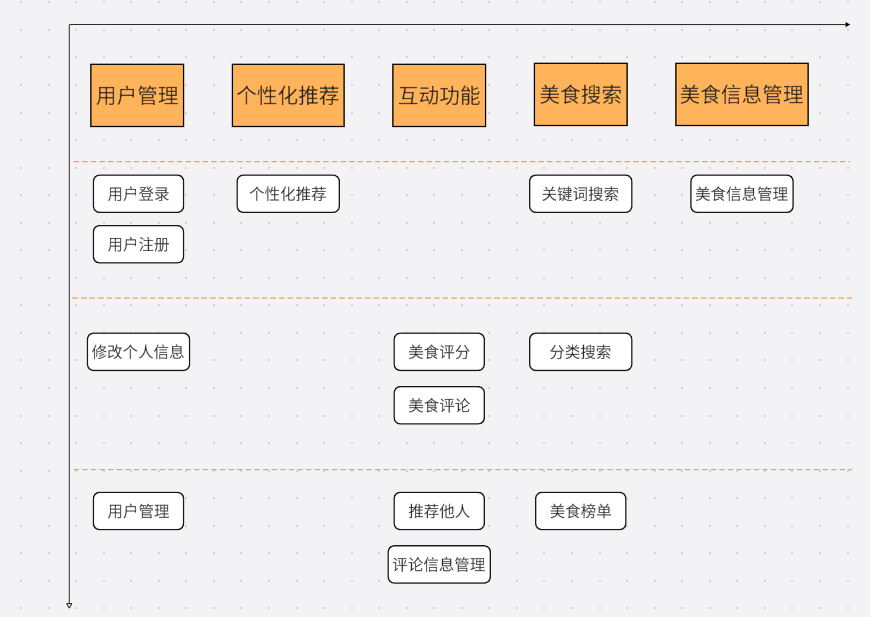 用户管理
个性化推荐
互动功能
美食搜索
美食信息管理
用户登录
个性化推荐
关键词搜索
美食信息管理
用户注册
修改个人信息
美食评分
分类搜索
美食评论
用户管理
推荐他人
美食榜单
评论信息管理